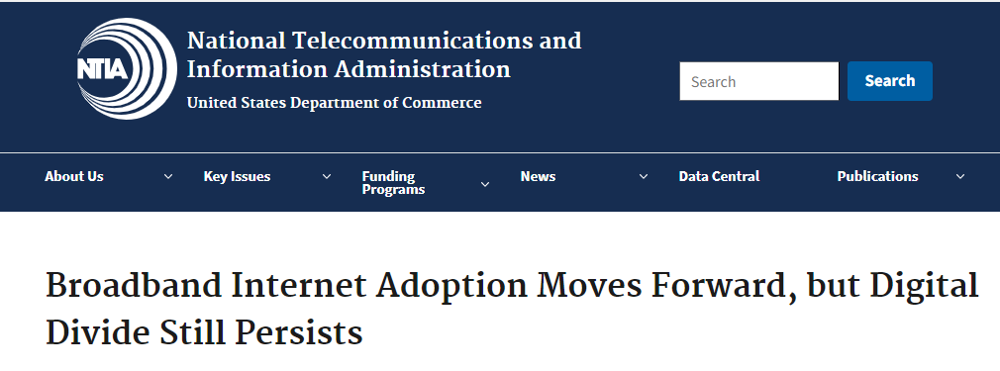 NTIA
National Telecommunications and
Information Administration
United States Department of Commerce
Search
Search
About Us
Key Issues
Funding
Programs
News
Data Central
Publications
Broadband Internet Adoption Moves Forward, but Digital
Divide Still Persists